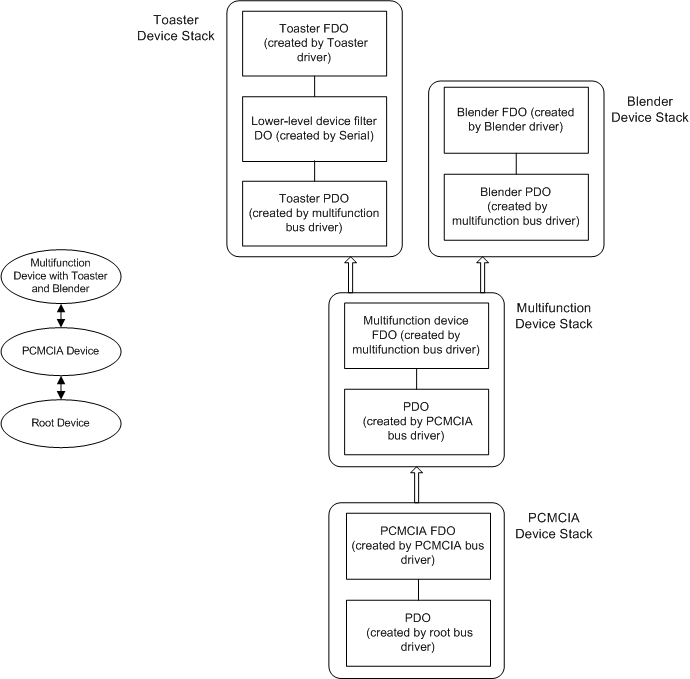 Toaster
Device Stack
Toaster FDO
(created by Toaster
driver)
Lower-level device filter
DO (created by Serial)
Toaster PDO
(created by multifunction
bus driver)
Blender
Device Stack
Blender FDO (created
by Blender driver)
Blender PDO
(created by
multifunction bus driver)
Multifunction
Device with Toaster
and Blender
PCMCIA Device
Root Device
Multifunction
Device Stack
Multifunction device
FDO (created by
multifunction bus driver)
PDO
(created by PCMCIA
bus driver)
PCMCIA
Device Stack
PCMCIA FDO
(created by PCMCIA bus
driver)
PDO
(created by root bus
driver)